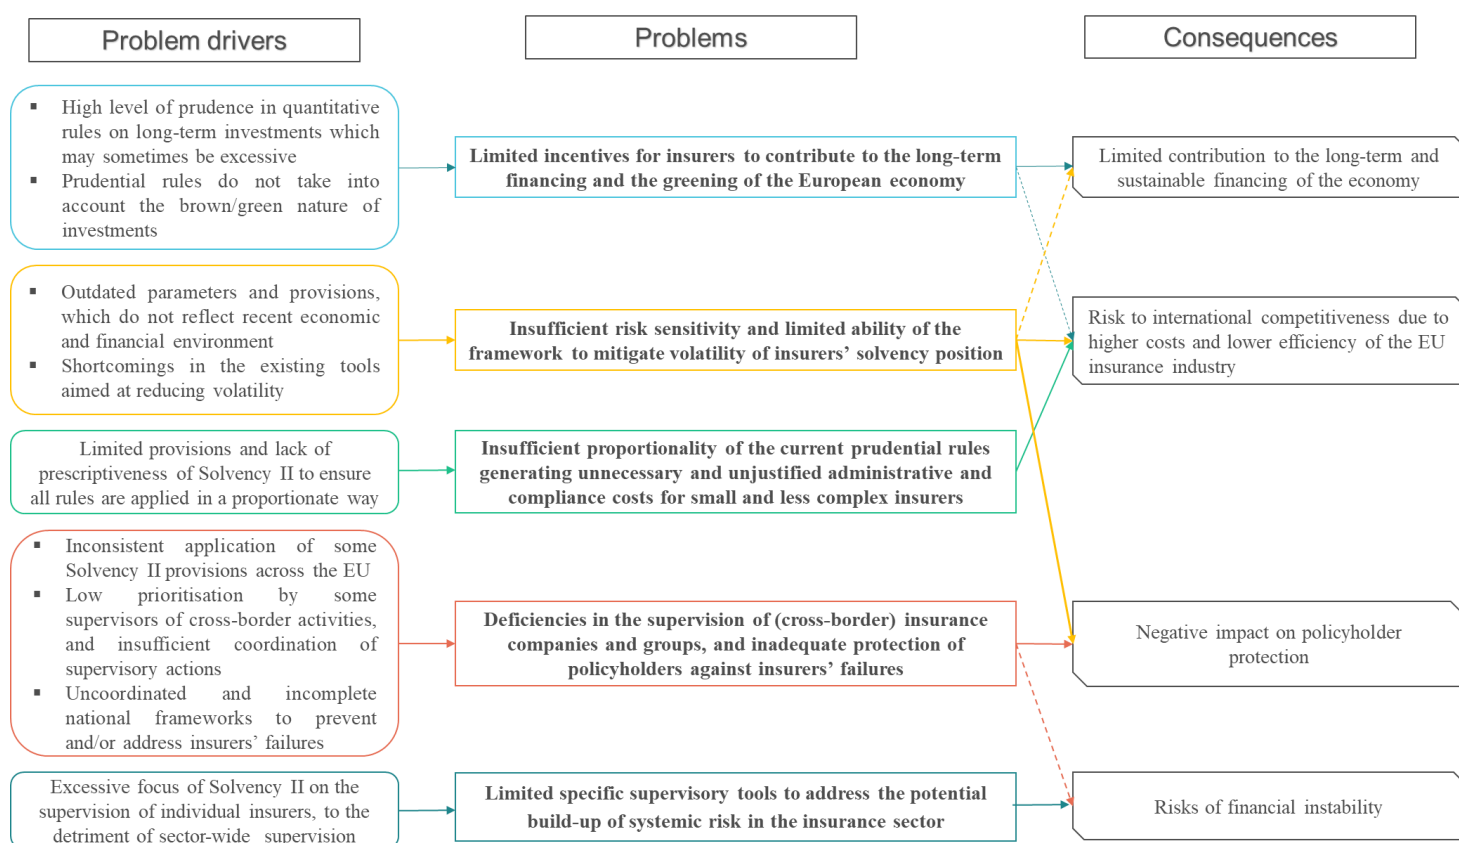 Problem drivers
Problems
Consequences
▪ High level of prudence in quantitative
rules on long-term investments which
may sometimes be excessive
▪ Prudential rules do not take into
account the brown/green nature of
investments
Limited incentives for insurers to contribute to the long-term
financing and the greening of the European economy
Limited contribution to the long-term and
sustainable financing of the economy
▪ Outdated parameters and provisions,
which do not reflect recent economic
and financial environment
▪ Shortcomings in the existing tools
aimed at reducing volatility
Insufficient risk sensitivity and limited ability of the
framework to mitigate volatility of insurers’ solvency position
Risk to international competitiveness due to
higher costs and lower efficiency of the EU
insurance industry
Limited provisions and lack of
prescriptiveness of Solvency II to ensure
all rules are applied in a proportionate way
Insufficient proportionality of the current prudential rules
generating unnecessary and unjustified administrative and
compliance costs for small and less complex insurers
▪ Inconsistent application of some
Solvency II provisions across the EU
▪ Low prioritisation by some
supervisors of cross-border activities,
and insufficient coordination of
supervisory actions
▪ Uncoordinated and incomplete
national frameworks to prevent
and/or address insurers’ failures
Deficiencies in the supervision of (cross-border) insurance
companies and groups, and inadequate protection of
policyholders against insurers’ failures
Negative impact on policyholder
protection
Excessive focus of Solvency II on the
supervision of individual insurers, to the
detriment of sector-wide supervision
Limited specific supervisory tools to address the potential
build-up of systemic risk in the insurance sector
Risks of financial instability